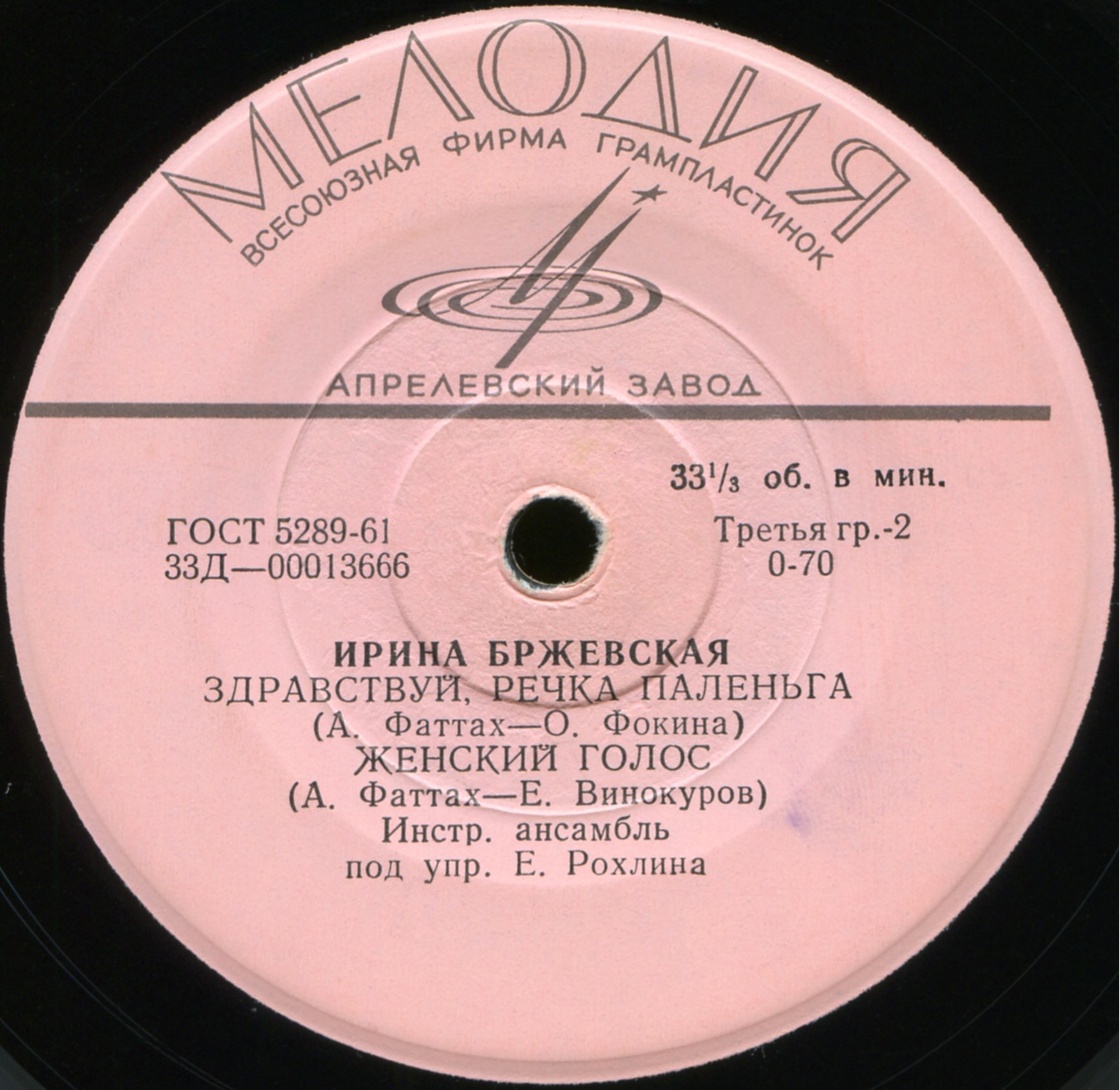 МЕЛОДИЯ
ВСЕСОЮЗНАЯ ФИРМА ГРАМПЛАСТИНОК
АПРЕЛЕВСКИЙ ЗАВОД
33¹/₃ об. в мин.
ГОСТ 5289-61 Третья гр.-2
33Д—00013666 0-70
ИРИНА БРЖЕВСКАЯ
ЗДРАВСТВУЙ, РЕЧКА ПАЛЕНЬГА
(А. Фаттах—О. Фокина)
ЖЕНСКИЙ ГОЛОС
(А. Фаттах—Е. Винокуров)
Инстр. ансамбль
под упр. Е. Рохлина